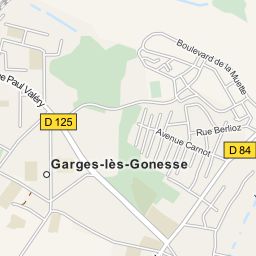 Boulevard de la Muette
Paul Valéry
D 125
Rue Berlioz
Avenue Carnot
D 84
Garges-lès-Gonesse